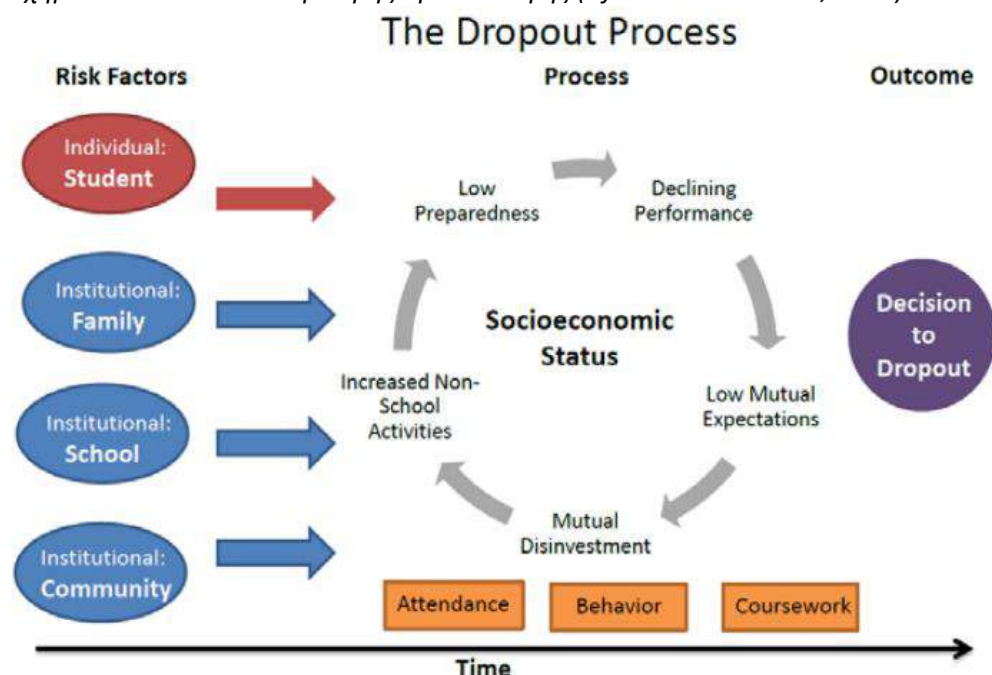 The Dropout Process
Risk Factors
Process
Outcome
Individual:
Student
Institutional:
Family
Institutional:
School
Institutional:
Community
Low
Preparedness
Declining
Performance
Socioeconomic
Status
Increased Non-
School
Activities
Low Mutual
Expectations
Mutual
Disinvestment
Decision
to
Dropout
Attendance
Behavior
Coursework
Time